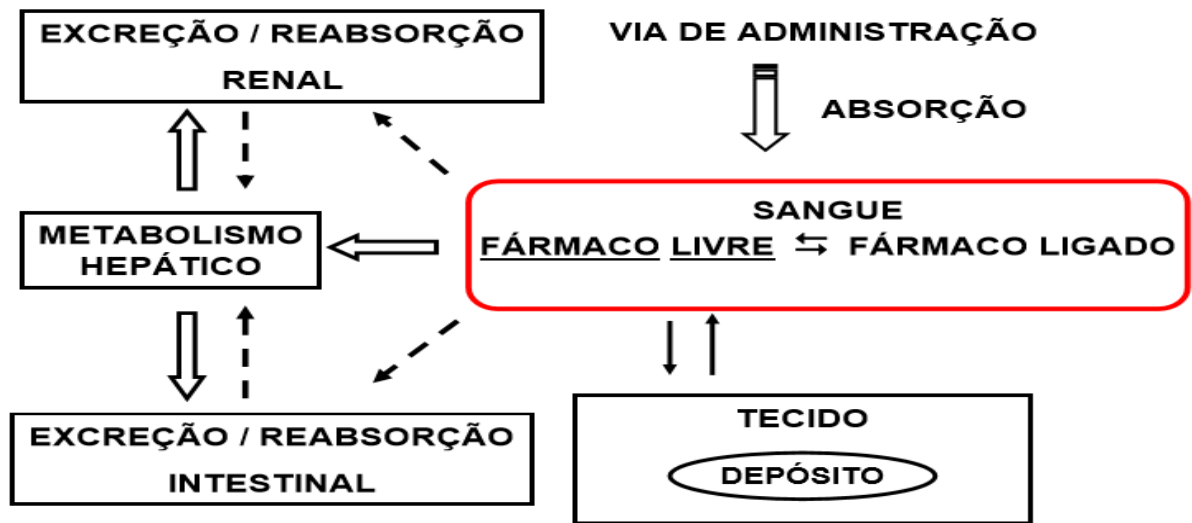 EXCREÇÃO / REABSORÇÃO
RENAL
VIA DE ADMINISTRAÇÃO
ABSORÇÃO
SANGUE
FÁRMACO LIVRE ⇆ FÁRMACO LIGADO
METABOLISMO
HEPÁTICO
EXCREÇÃO / REABSORÇÃO
INTESTINAL
TECIDO
DEPÓSITO